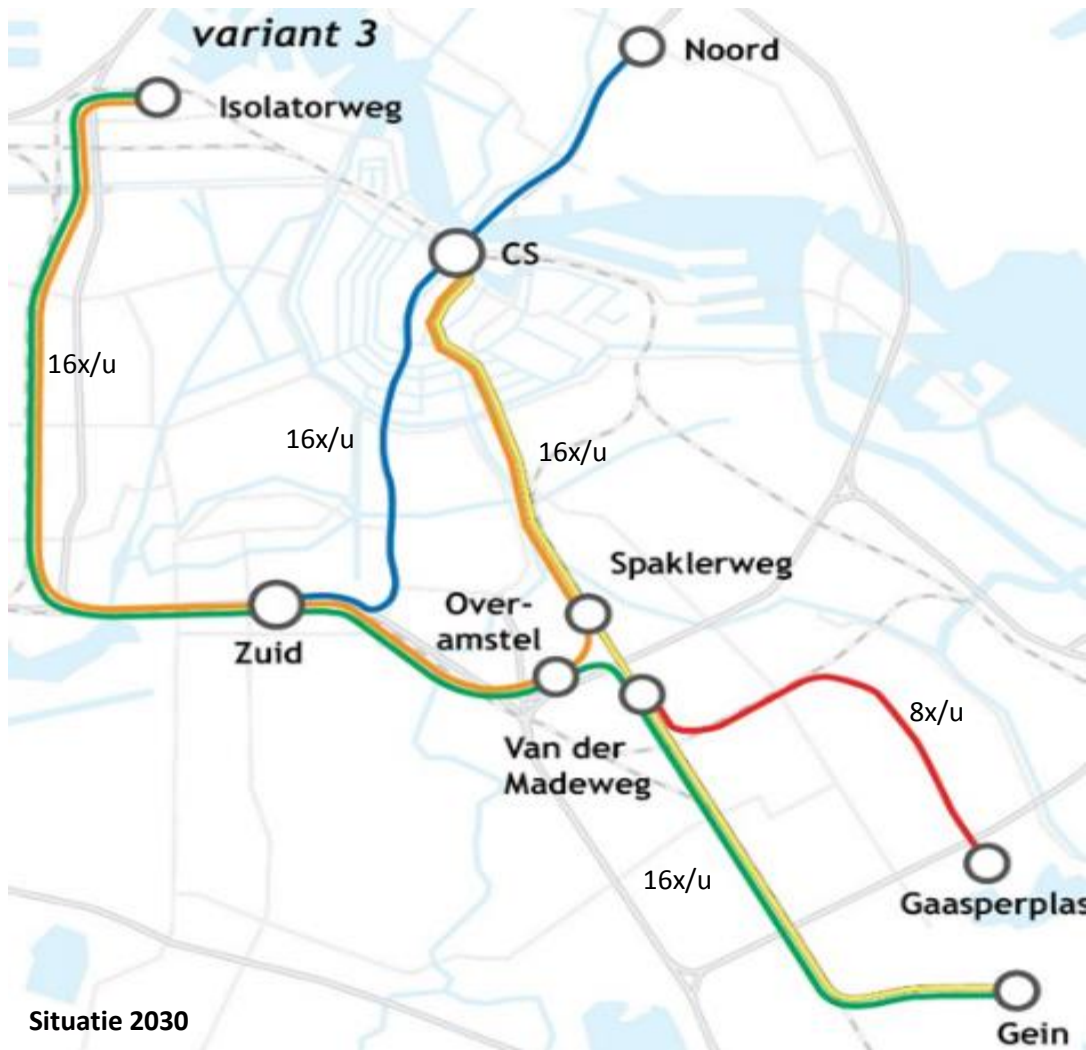 variant 3
Noord
Isolatorweg
CS
16x/u
16x/u
16x/u
Spaklerweg
Over-
amstel
Zuid
8x/u
Van der
Madeweg
16x/u
Gaasperplas
Situatie 2030
Gein